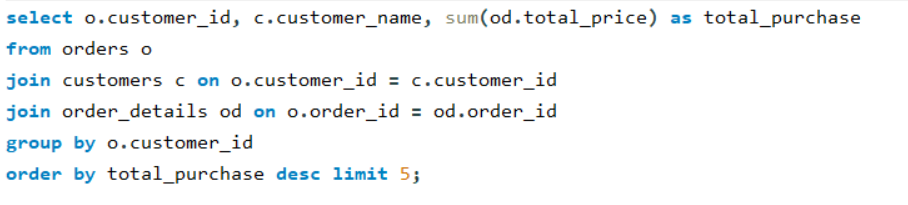 select o.customer_id, c.customer_name, sum(od.total_price) as total_purchase
from orders o
join customers c on o.customer_id = c.customer_id
join order_details od on o.order_id = od.order_id
group by o.customer_id
order by total_purchase desc limit 5;